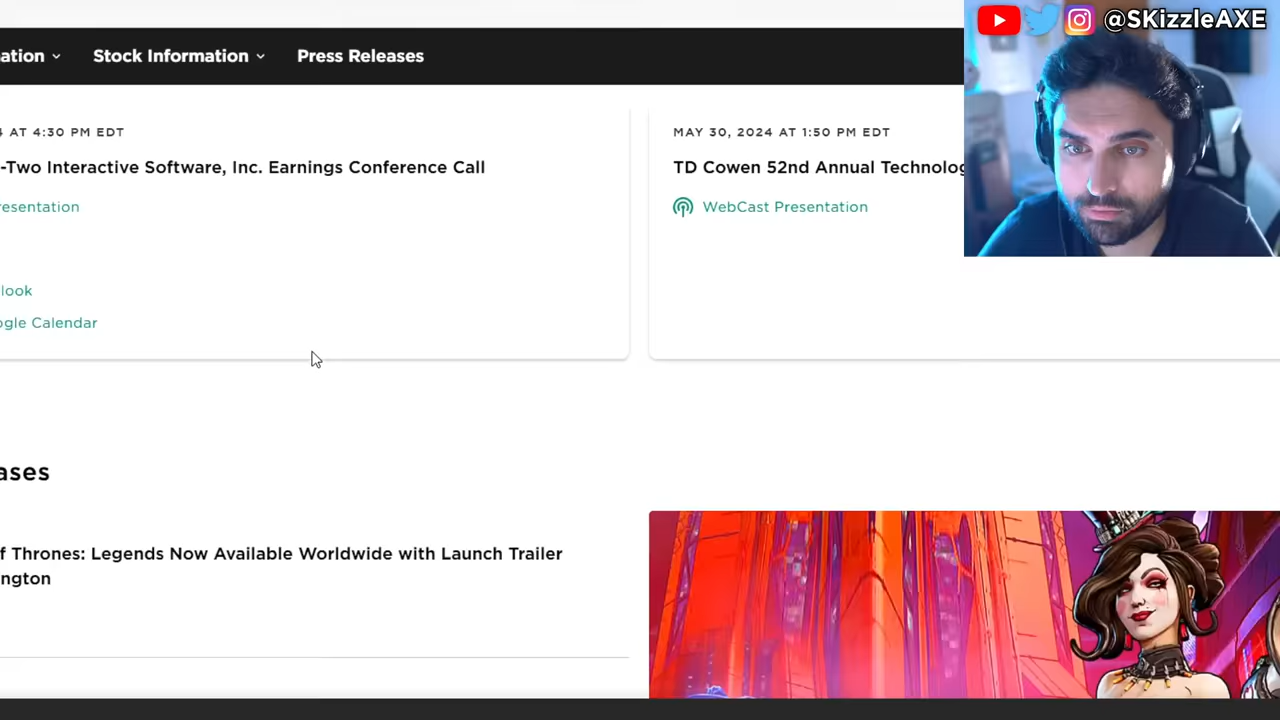 @SKizzleAXE
ation
Stock Information
Press Releases
4 AT 4:30 PM EDT
-Two Interactive Software, Inc. Earnings Conference Call
resentation
look
ogle Calendar
MAY 30, 2024 AT 1:50 PM EDT
TD Cowen 52nd Annual Technolog
WebCast Presentation
ases
f Thrones: Legends Now Available Worldwide with Launch Trailer
ngton